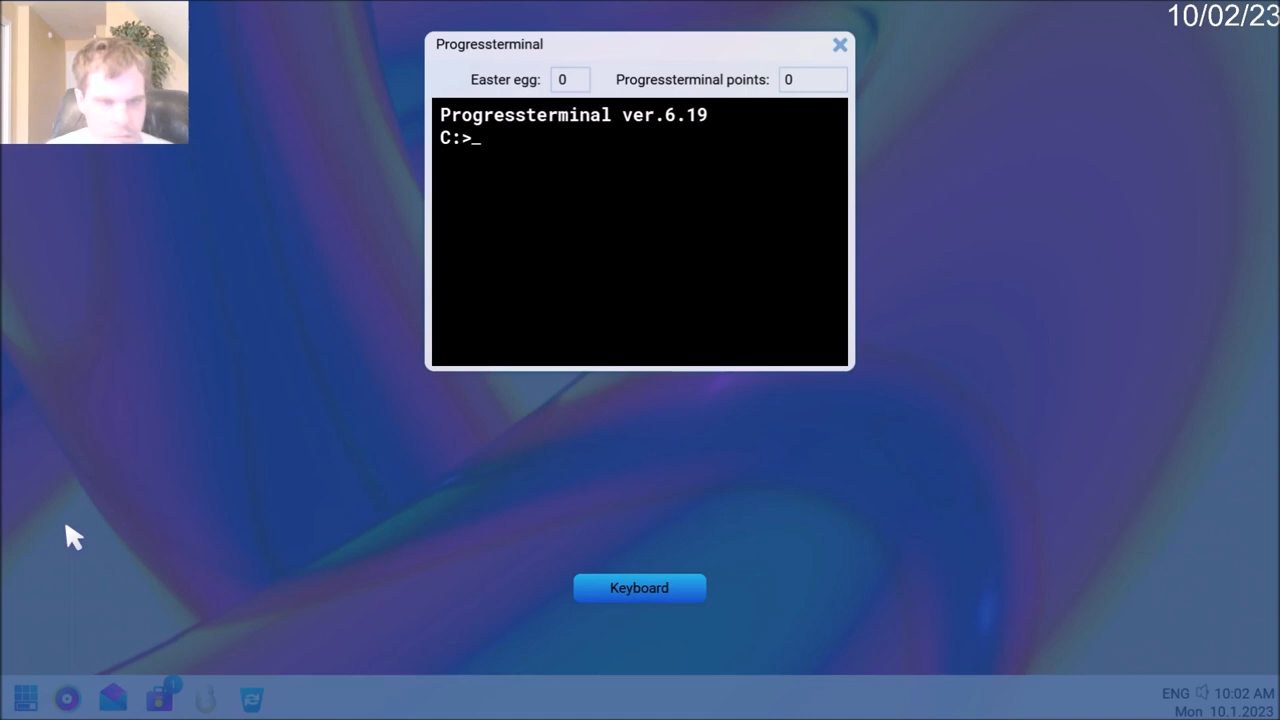 10/02/23
Progressterminal
Easter egg: 0 Progressterminal points: 0
Progressterminal ver.6.19
C:>_
Keyboard
1
ENG 10:02 AM
Mon 10.1.2023